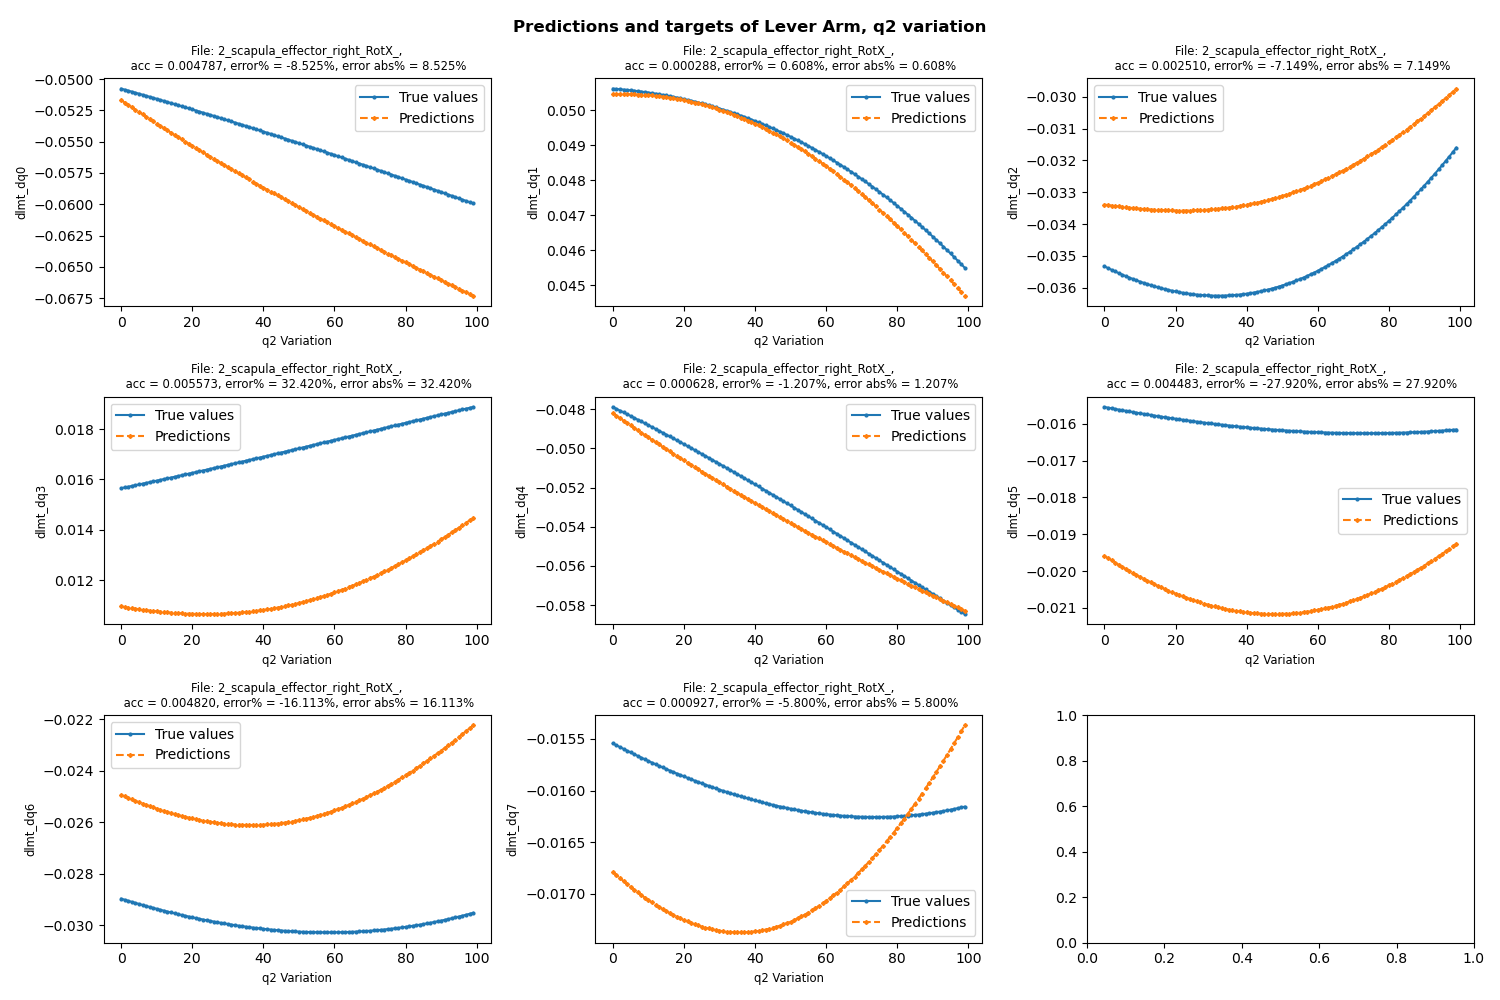 Predictions and targets of Lever Arm, q2 variation
File: 2_scapula_effector_right_RotX_,
acc = 0.004787, error% = -8.525%, error abs% = 8.525%
−0.0500
−0.0525
−0.0550
−0.0575
−0.0600
−0.0625
−0.0650
−0.0675
dlmt_dq0
True values
Predictions
0 20 40 60 80 100
q2 Variation
File: 2_scapula_effector_right_RotX_,
acc = 0.000288, error% = 0.608%, error abs% = 0.608%
0.050
0.049
0.048
0.047
0.046
0.045
dlmt_dq1
True values
Predictions
0 20 40 60 80 100
q2 Variation
File: 2_scapula_effector_right_RotX_,
acc = 0.002510, error% = -7.149%, error abs% = 7.149%
−0.030
−0.031
−0.032
−0.033
−0.034
−0.035
−0.036
dlmt_dq2
True values
Predictions
0 20 40 60 80 100
q2 Variation
File: 2_scapula_effector_right_RotX_,
acc = 0.005573, error% = 32.420%, error abs% = 32.420%
0.018
0.016
0.014
0.012
dlmt_dq3
True values
Predictions
0 20 40 60 80 100
q2 Variation
File: 2_scapula_effector_right_RotX_,
acc = 0.000628, error% = -1.207%, error abs% = 1.207%
−0.048
−0.050
−0.052
−0.054
−0.056
−0.058
dlmt_dq4
True values
Predictions
0 20 40 60 80 100
q2 Variation
File: 2_scapula_effector_right_RotX_,
acc = 0.004483, error% = -27.920%, error abs% = 27.920%
−0.016
−0.017
−0.018
−0.019
−0.020
−0.021
dlmt_dq5
True values
Predictions
0 20 40 60 80 100
q2 Variation
File: 2_scapula_effector_right_RotX_,
acc = 0.004820, error% = -16.113%, error abs% = 16.113%
−0.022
−0.024
−0.026
−0.028
−0.030
dlmt_dq6
True values
Predictions
0 20 40 60 80 100
q2 Variation
File: 2_scapula_effector_right_RotX_,
acc = 0.000927, error% = -5.800%, error abs% = 5.800%
−0.0155
−0.0160
−0.0165
−0.0170
dlmt_dq7
True values
Predictions
0 20 40 60 80 100
q2 Variation
1.0
0.8
0.6
0.4
0.2
0.0
0.0 0.2 0.4 0.6 0.8 1.0